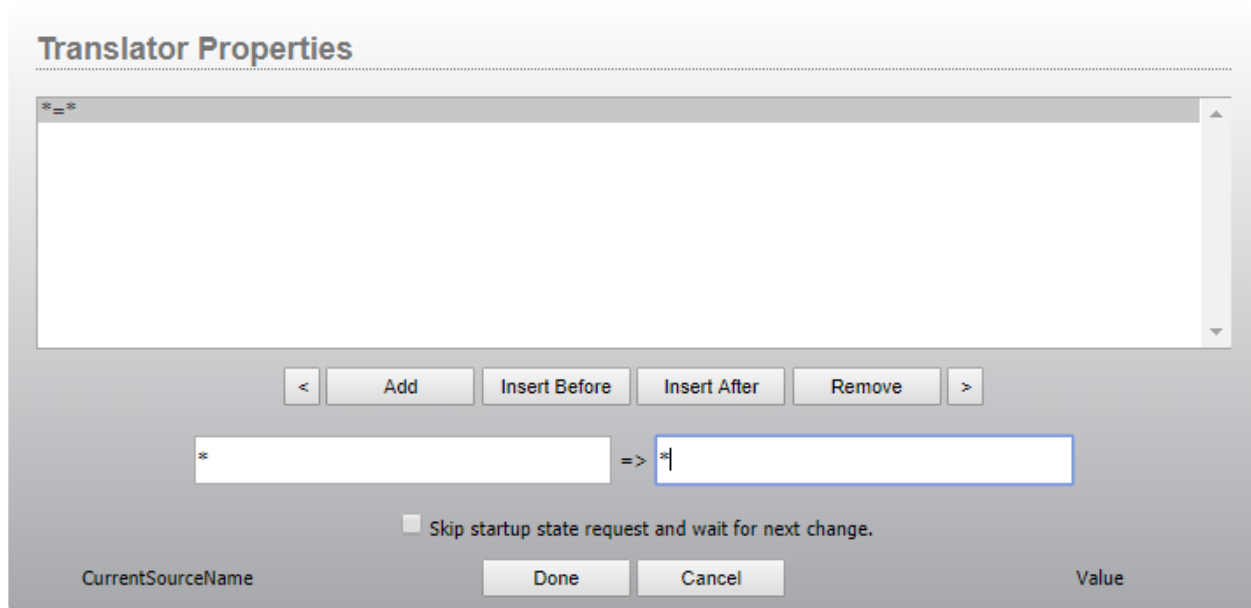 Translator Properties
*=*
< Add Insert Before Insert After Remove >
* => *
Skip startup state request and wait for next change.
CurrentSourceName Done Cancel Value